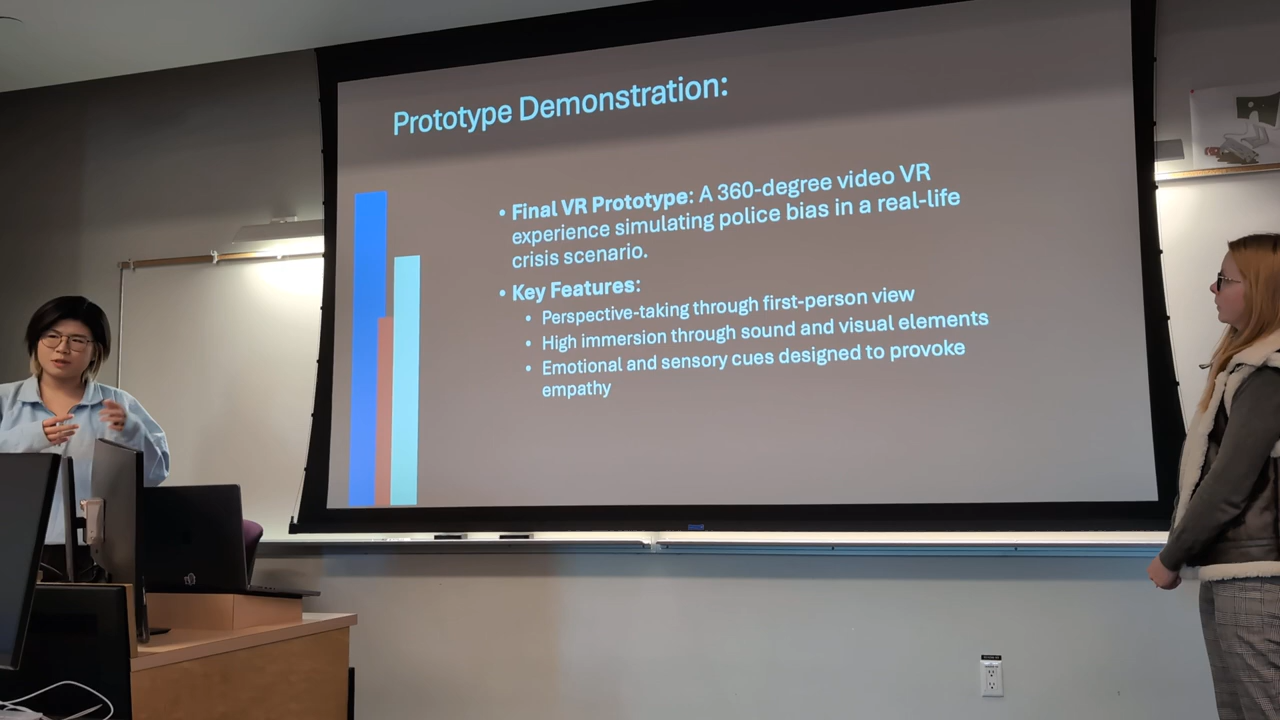 Prototype Demonstration:
• Final VR Prototype: A 360-degree video VR
experience simulating police bias in a real-life
crisis scenario.
• Key Features:
• Perspective-taking through first-person view
• High immersion through sound and visual elements
• Emotional and sensory cues designed to provoke
empathy